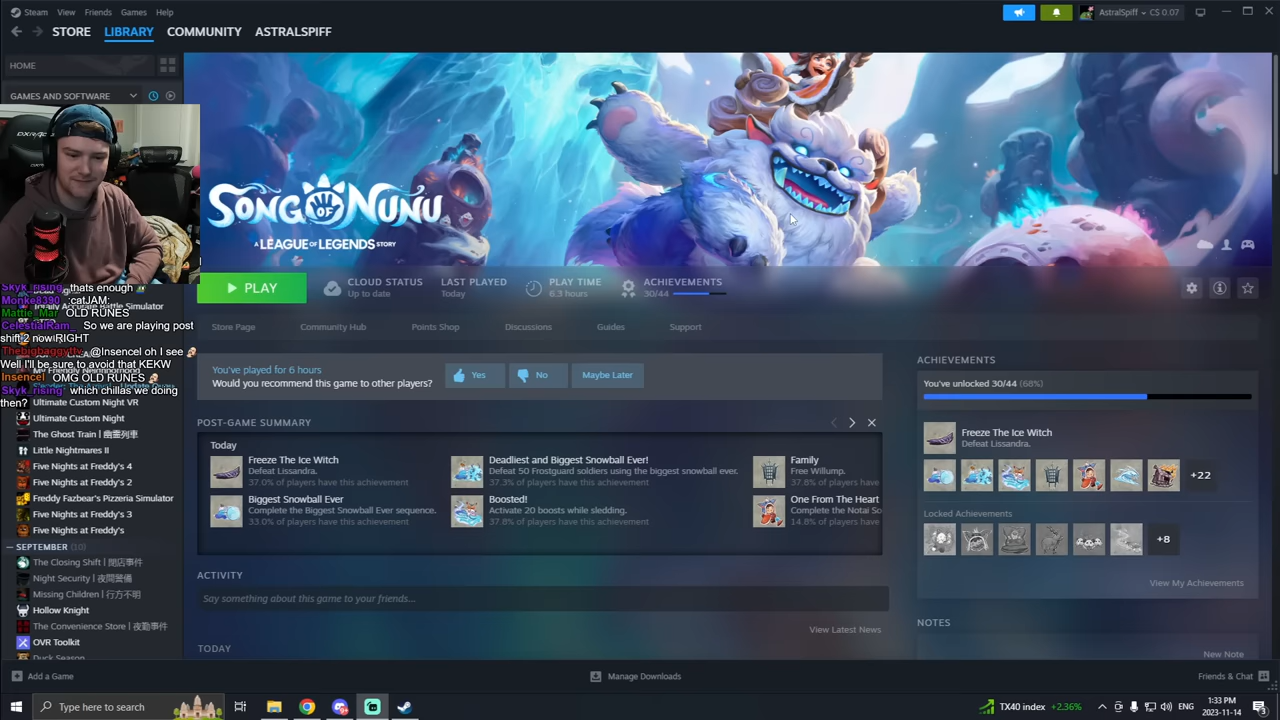 Steam View Friends Games Help
AstralSpiff CS 0.07
STORE LIBRARY COMMUNITY ASTRALSPIFF
HOME
GAMES AND SOFTWARE
DXRACER
SONG OF NUNU
A LEAGUE OF LEGENDS STORY
PLAY
CLOUD STATUS
Up to date
LAST PLAYED
Today
PLAY TIME
6.3 hours
ACHIEVEMENTS
30/44
Skyk_rising: thats enough
Monke8390 :catJAM:
Totally Accurate Battle Simulator
Mattie_Mar OLD RUNES
CelestialRam_ So we are playing post
shift 2 now RIGHT
Thebigbaggytty @Insencel oh I see
Well I'll be sure to avoid that KEKW
Insencel OMG OLD RUNES
Skyk_rising: which chillas we doing
then?
Store Page Community Hub Points Shop Discussions Guides Support
You've played for 6 hours
Would you recommend this game to other players?
Yes No Maybe Later
POST-GAME SUMMARY
Today
Freeze The Ice Witch
Defeat Lissandra.
37.0% of players have this achievement
Deadliest and Biggest Snowball Ever!
Defeat 50 Frostguard soldiers using the biggest snowball ever.
37.3% of players have this achievement
Family
Free Willump.
37.8% of players have this
Biggest Snowball Ever
Complete the Biggest Snowball Ever sequence.
33.0% of players have this achievement
Boosted!
Activate 20 boosts while sledding.
37.8% of players have this achievement
One From The Heart
Complete the Notai So
14.8% of players have this
ACTIVITY
Say something about this game to your friends...
View Latest News
TODAY
ACHIEVEMENTS
You've unlocked 30/44 (68%)
Freeze The Ice Witch
Defeat Lissandra.
+22
Locked Achievements
+8
View My Achievements
NOTES
New Note
Ultimate Custom Night VR
Ultimate Custom Night
The Ghost Train | 幽霊列車
Little Nightmares II
Five Nights at Freddy's 4
Five Nights at Freddy's 2
Freddy Fazbear's Pizzeria Simulator
Five Nights at Freddy's 3
Five Nights at Freddy's
SEPTEMBER (10)
The Closing Shift | 閉店事件
Night Security | 夜間警備
Missing Children | 行方不明
Hollow Knight
The Convenience Store | 夜勤事件
OVR Toolkit
Duck Season
Add a Game
Manage Downloads
Friends & Chat
Type here to search
TX40 index +2.36%
ENG
1:33 PM
2023-11-14
3